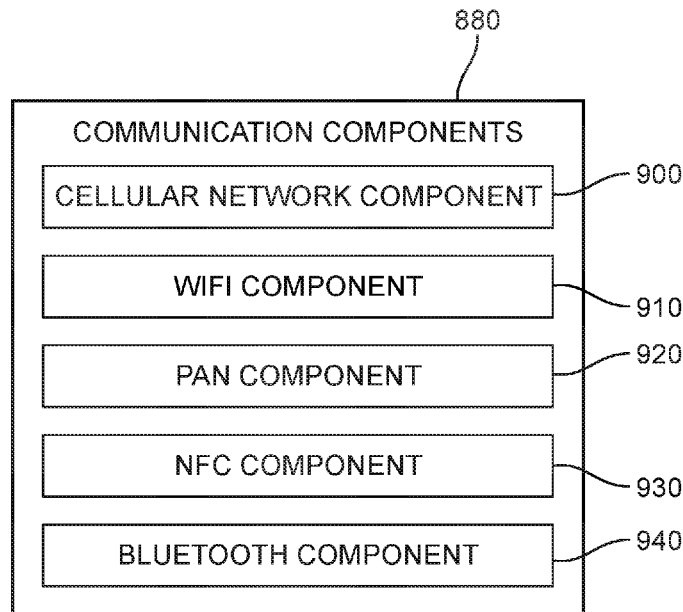 880
COMMUNICATION COMPONENTS
CELLULAR NETWORK COMPONENT
900
WIFI COMPONENT
910
PAN COMPONENT
920
NFC COMPONENT
930
BLUETOOTH COMPONENT
940